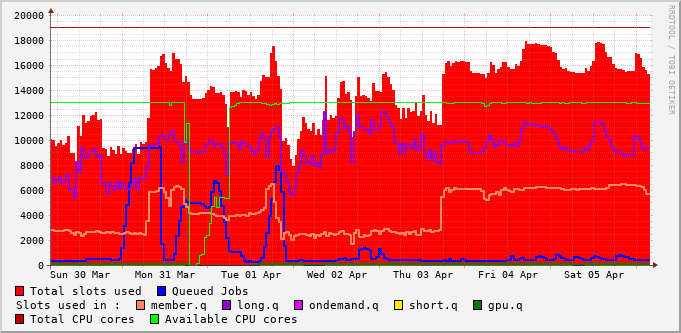 RRDTOOL / TOBI OETIKER
20000
18000
16000
14000
12000
10000
8000
6000
4000
2000
0
Sun 30 Mar Mon 31 Mar Tue 01 Apr Wed 02 Apr Thu 03 Apr Fri 04 Apr Sat 05 Apr
Total slots used Queued Jobs
Slots used in : member.q long.q ondemand.q short.q gpu.q
Total CPU cores Available CPU cores